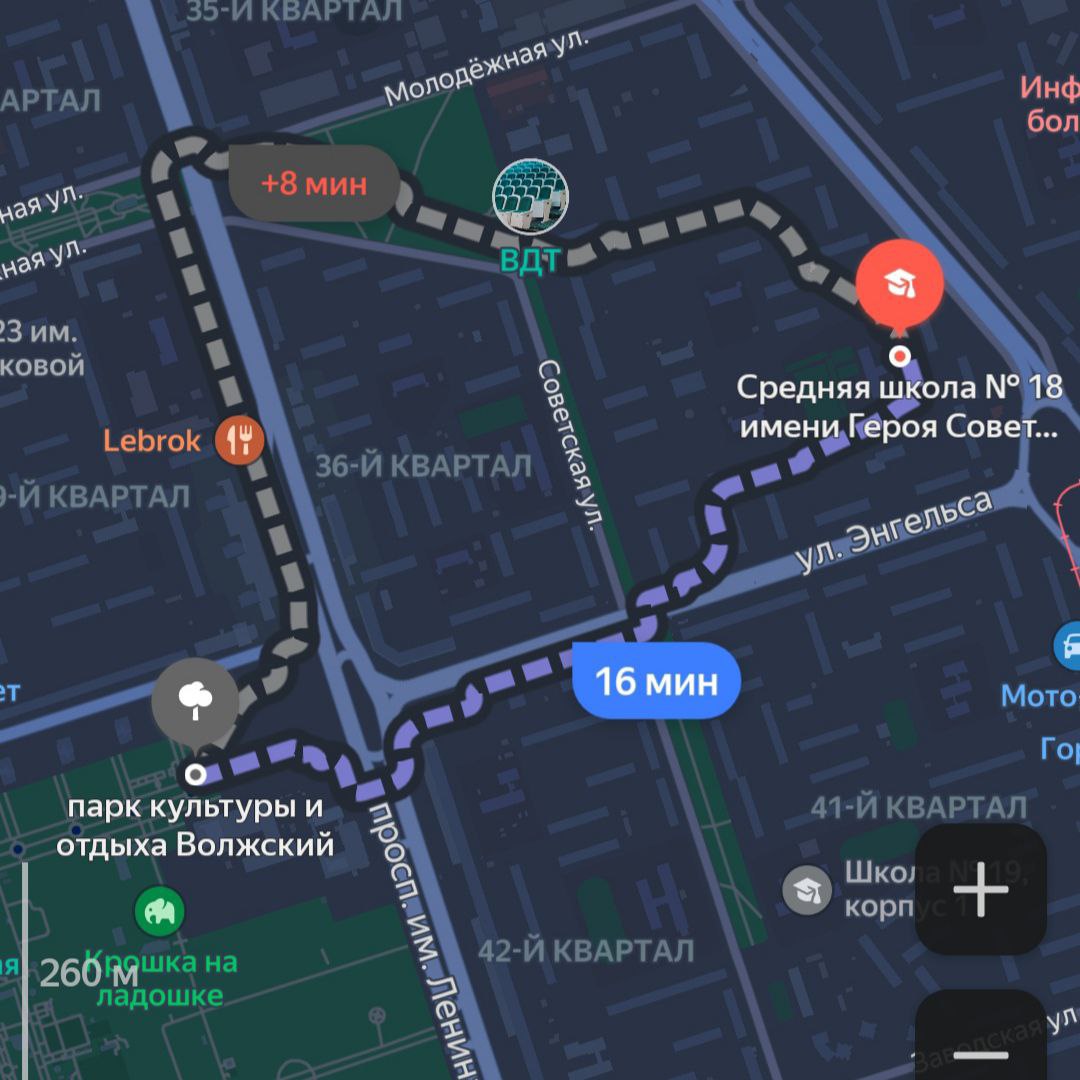 35-Й КВАРТАЛ
Молодёжная ул.
АРТАЛ
Инф
бол
+8 мин
ная ул.
ВДТ
ная ул.
23 им.
ковой
Советская ул.
Средняя школа № 18
имени Героя Совет...
Lebrok
36-Й КВАРТАЛ
9-Й КВАРТАЛ
ул. Энгельса
16 мин
ет
Мото-
Гор
парк культуры и
отдыха Волжский
41-Й КВАРТАЛ
просп. им. Ленин
Школа № 19,
корпус 1
42-Й КВАРТАЛ
ая
260 м
Крошка на
ладошке
Заводская ул